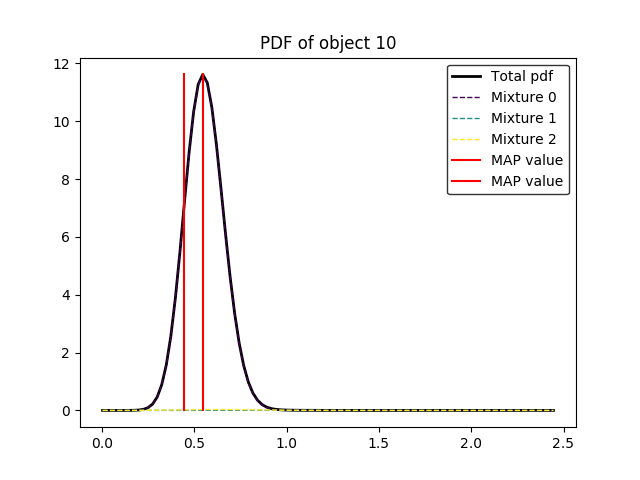 PDF of object 10
12
10
8
6
4
2
0
0.0
0.5
1.0
1.5
2.0
2.5
Total pdf
Mixture 0
Mixture 1
Mixture 2
MAP value
MAP value